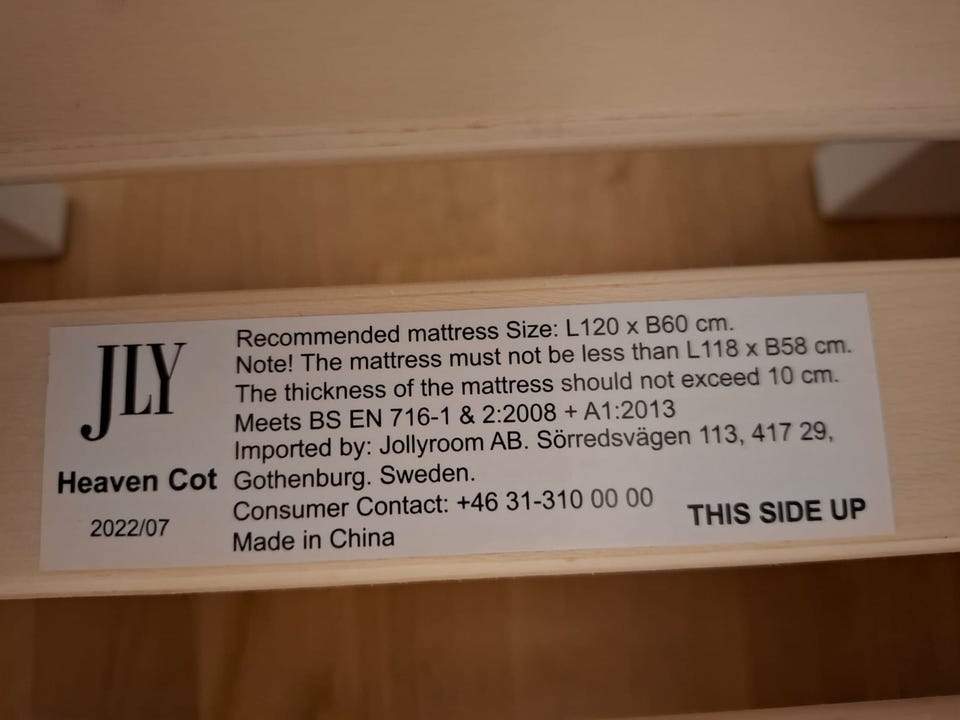 JLY
Heaven Cot
2022/07
Recommended mattress Size: L120 x B60 cm.
Note! The mattress must not be less than L118 x B58 cm.
The thickness of the mattress should not exceed 10 cm.
Meets BS EN 716-1 & 2:2008 + A1:2013
Imported by: Jollyroom AB. Sörredsvägen 113, 417 29,
Gothenburg. Sweden.
Consumer Contact: +46 31-310 00 00
Made in China
THIS SIDE UP